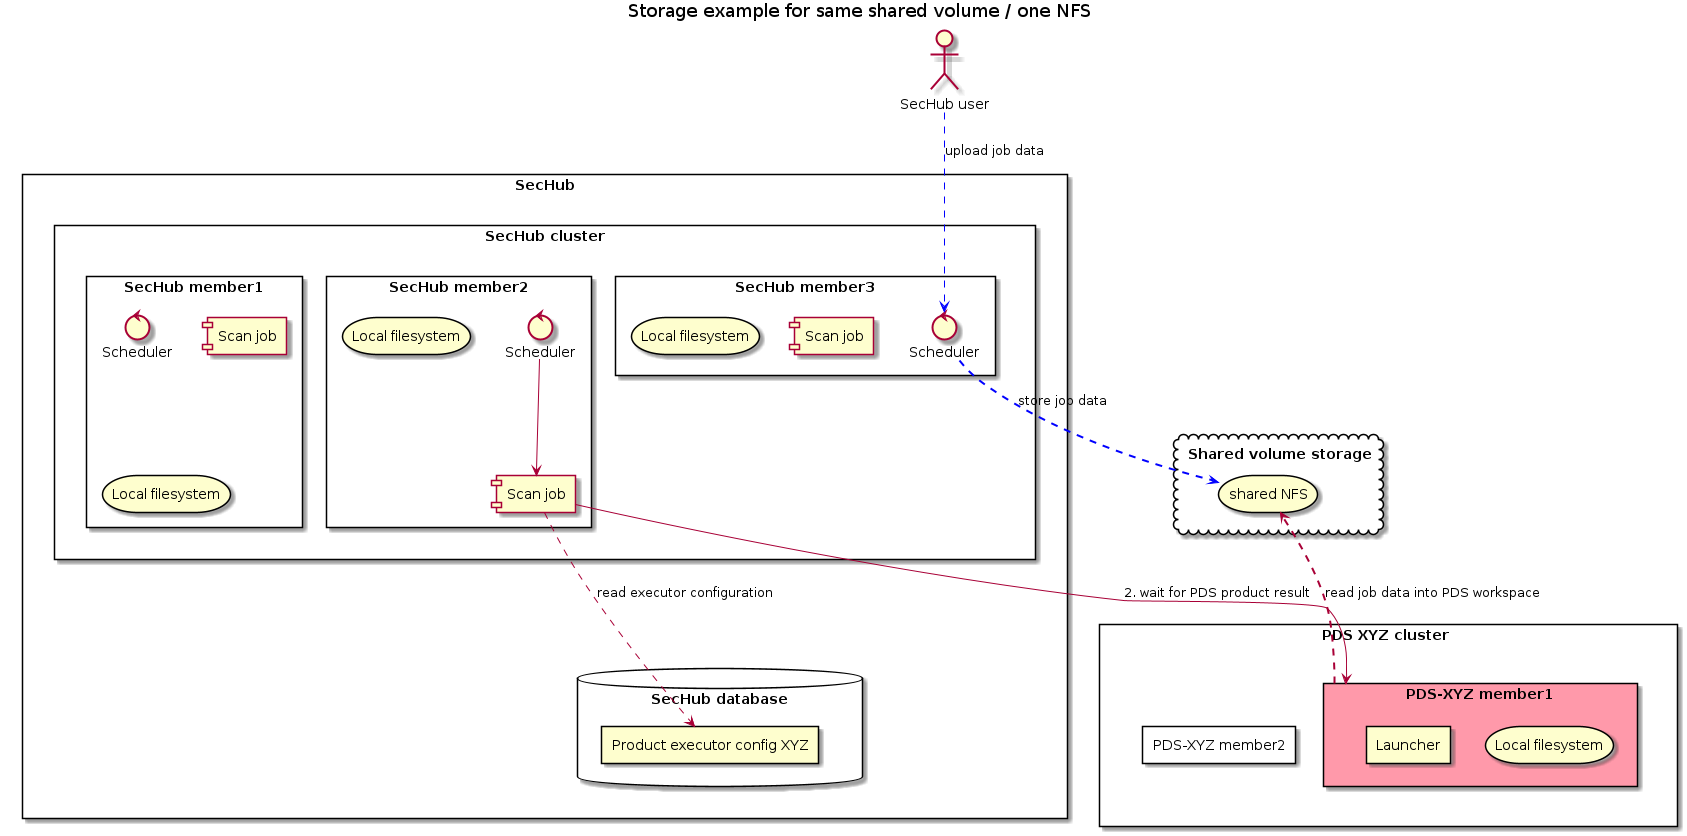 Storage example for same shared volume / one NFS
SecHub user
upload job data
SecHub
SecHub cluster
SecHub member1
Scheduler
Scan job
Local filesystem
SecHub member2
Local filesystem
Scheduler
Scan job
SecHub member3
Local filesystem
Scan job
Scheduler
store job data
Shared volume storage
shared NFS
read executor configuration
2. wait for PDS product result
read job data into PDS workspace
SecHub database
Product executor config XYZ
PDS XYZ cluster
PDS-XYZ member2
PDS-XYZ member1
Launcher
Local filesystem